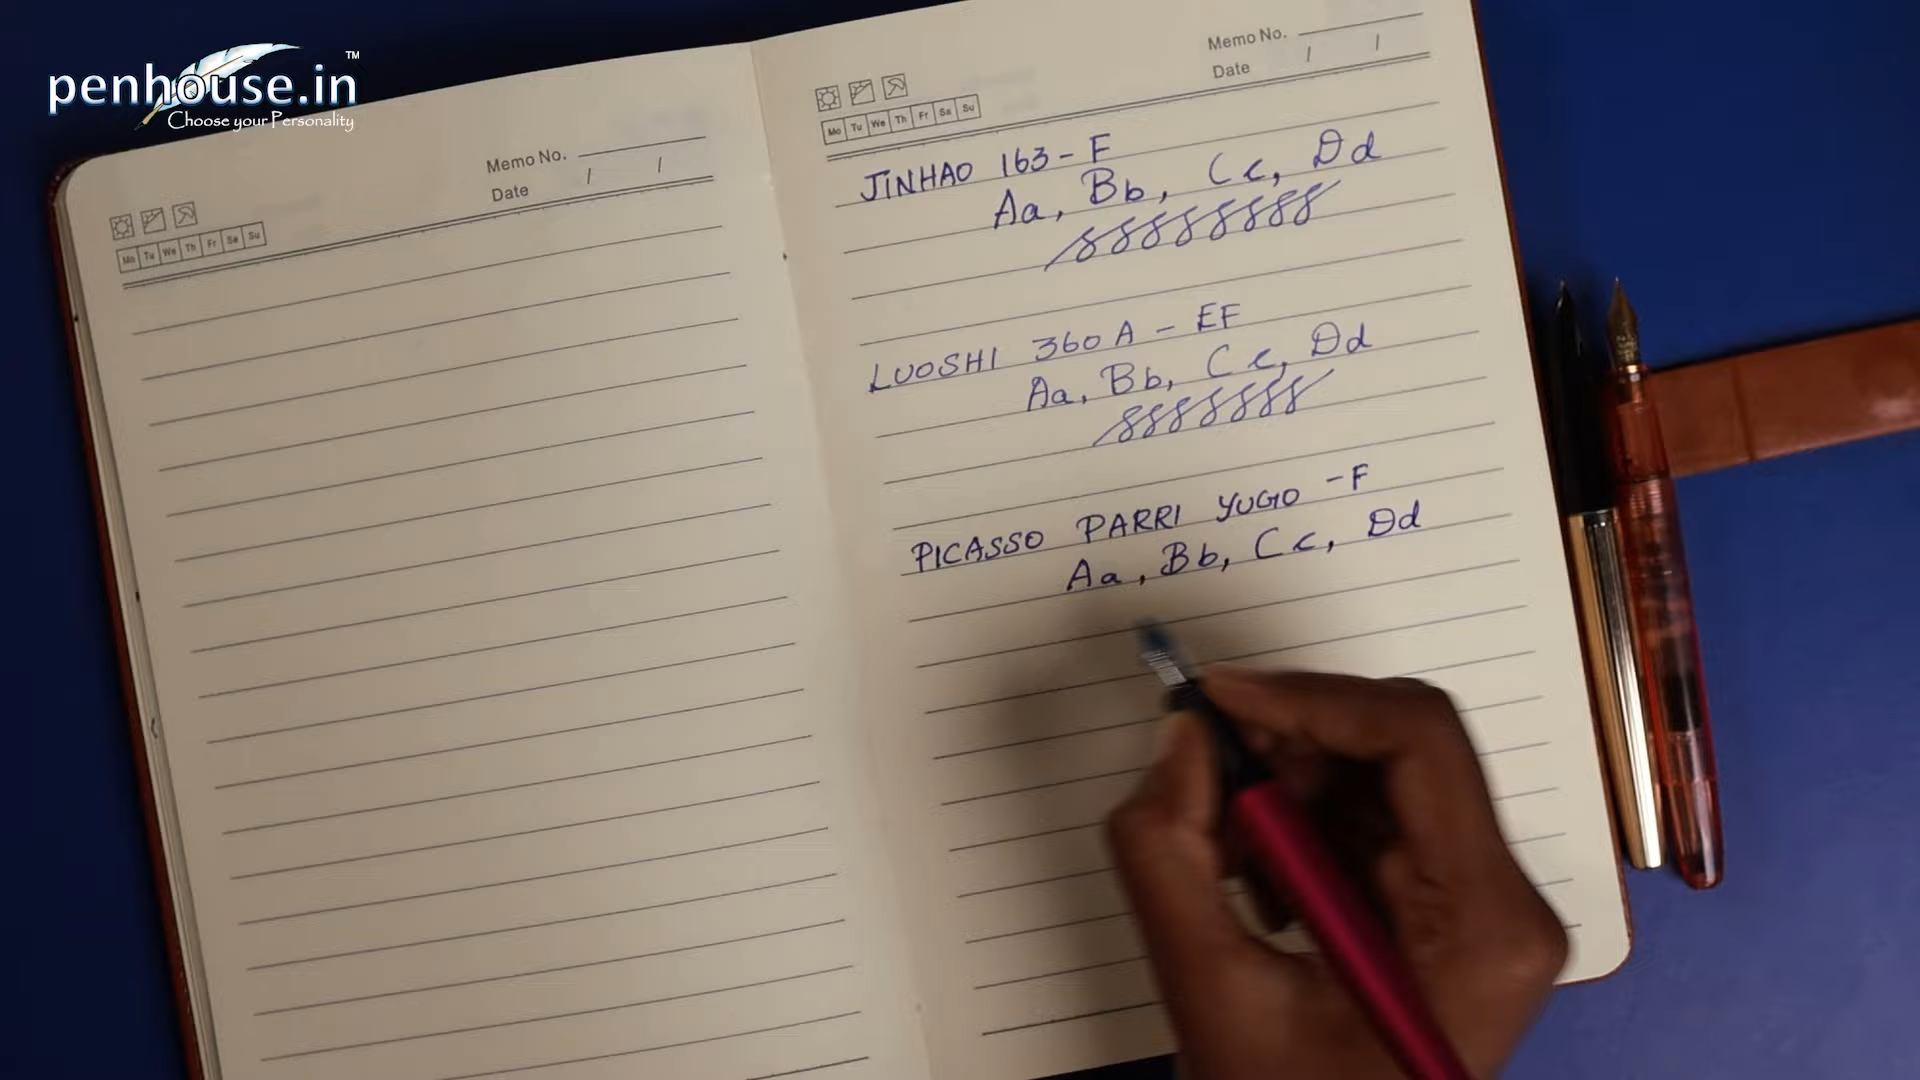 penhouse.in™
Choose your Personality
Memo No.
Date / /
Mo Tu We Th Fr Sa Su
Memo No.
Date / /
Mo Tu We Th Fr Sa Su
JINHAO 163 - F
Aa, Bb, Cc, Dd
88888888
LUOSHI 360A - EF
Aa, Bb, Cc, Dd
8888888
PICASSO PARRI YUGO - F
Aa, Bb, Cc, Dd